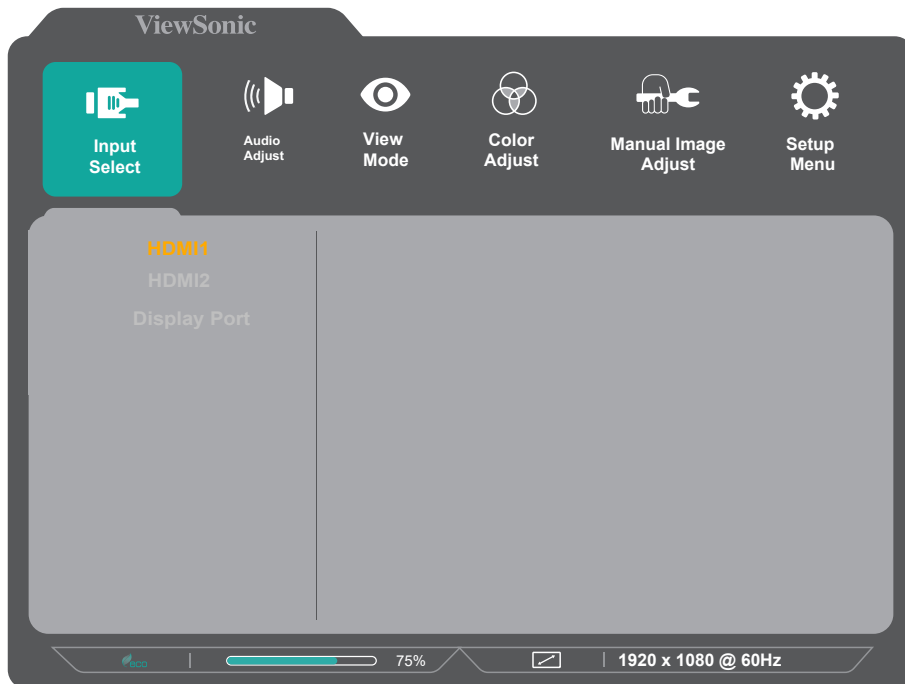 ViewSonic
Input
Select
Audio
Adjust
View
Mode
Color
Adjust
Manual Image
Adjust
Setup
Menu
HDMI1
HDMI2
Display Port
eco
75%
1920 x 1080 @ 60Hz